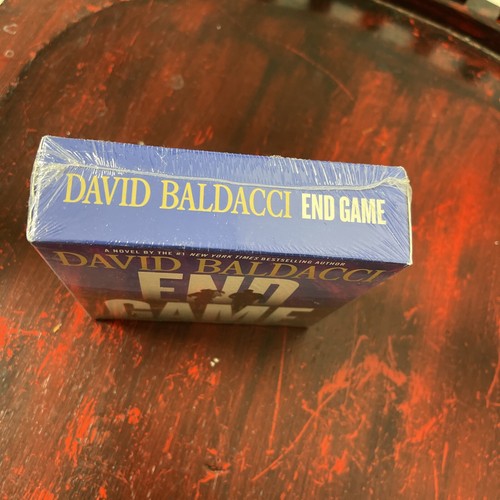 DAVID BALDACCI END GAME
A NOVEL BY THE #1 NEW YORK TIMES BESTSELLING AUTHOR
DAVID BALDACCI
END
GAME